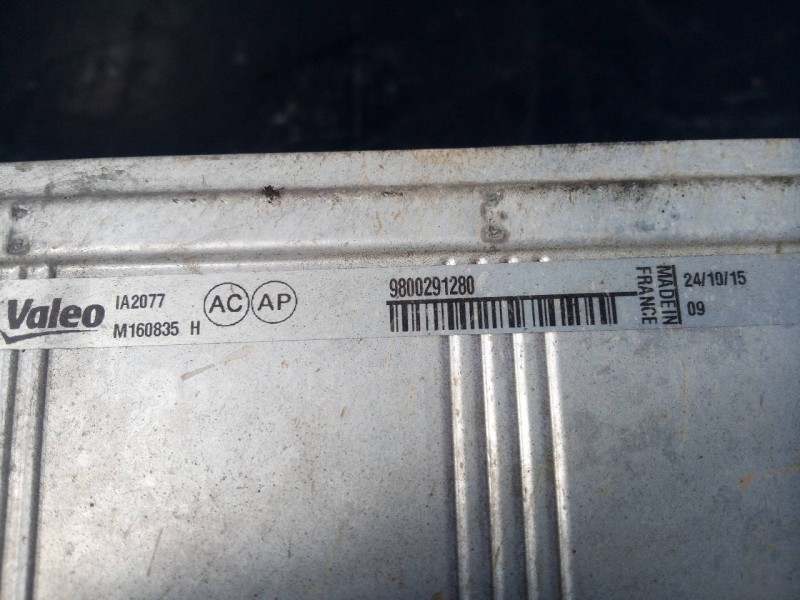 Valeo
IA2077
M160835 H
AC AP
9800291280
MADE IN
FRANCE
24/10/15
09